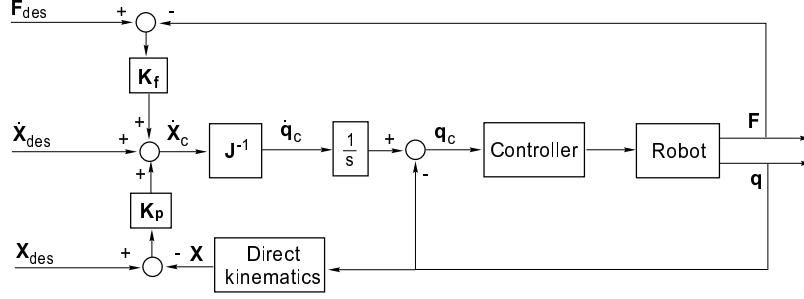 F_des
+
-
K_f
+
Ẋ_des
+
Ẋ_c
J⁻¹
q̇_c
1/s
+
-
q_c
Controller
Robot
F
q
+
K_p
X_des
+
-
X
Direct
kinematics